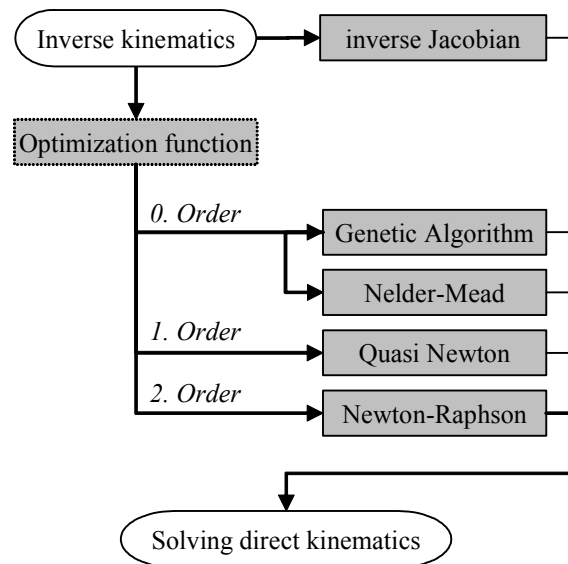 Inverse kinematics
inverse Jacobian
Optimization function
0. Order
Genetic Algorithm
Nelder-Mead
1. Order
Quasi Newton
2. Order
Newton-Raphson
Solving direct kinematics